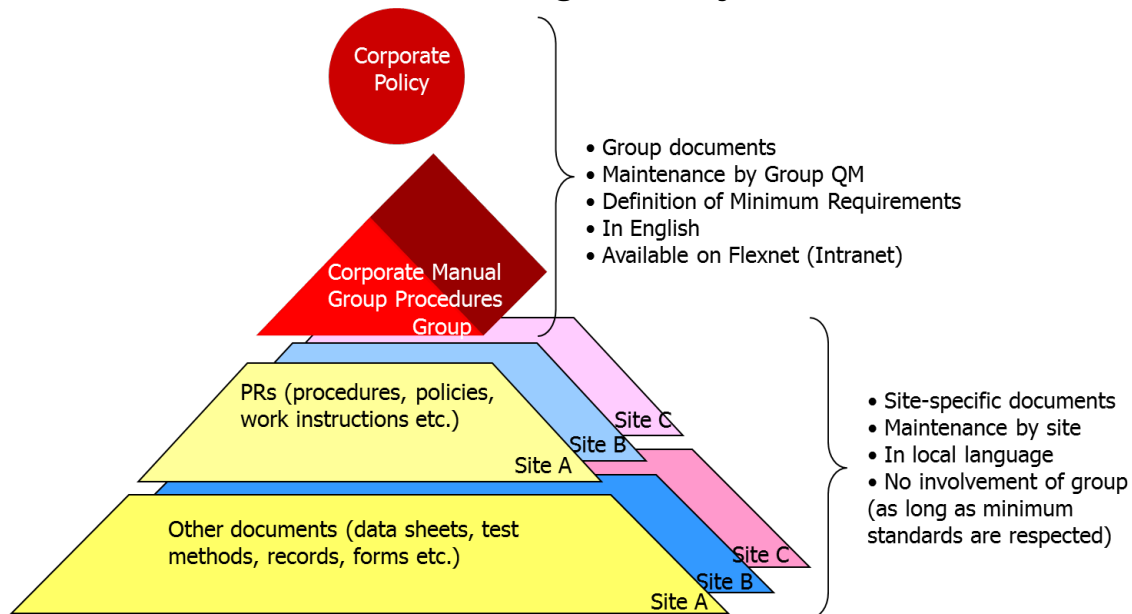 Corporate
Policy
• Group documents
• Maintenance by Group QM
• Definition of Minimum Requirements
• In English
• Available on Flexnet (Intranet)
Corporate Manual
Group Procedures
Group
PRs (procedures, policies,
work instructions etc.)
Site C
Site B
Site A
• Site-specific documents
• Maintenance by site
• In local language
• No involvement of group
(as long as minimum
standards are respected)
Other documents (data sheets, test
methods, records, forms etc.)
Site C
Site B
Site A